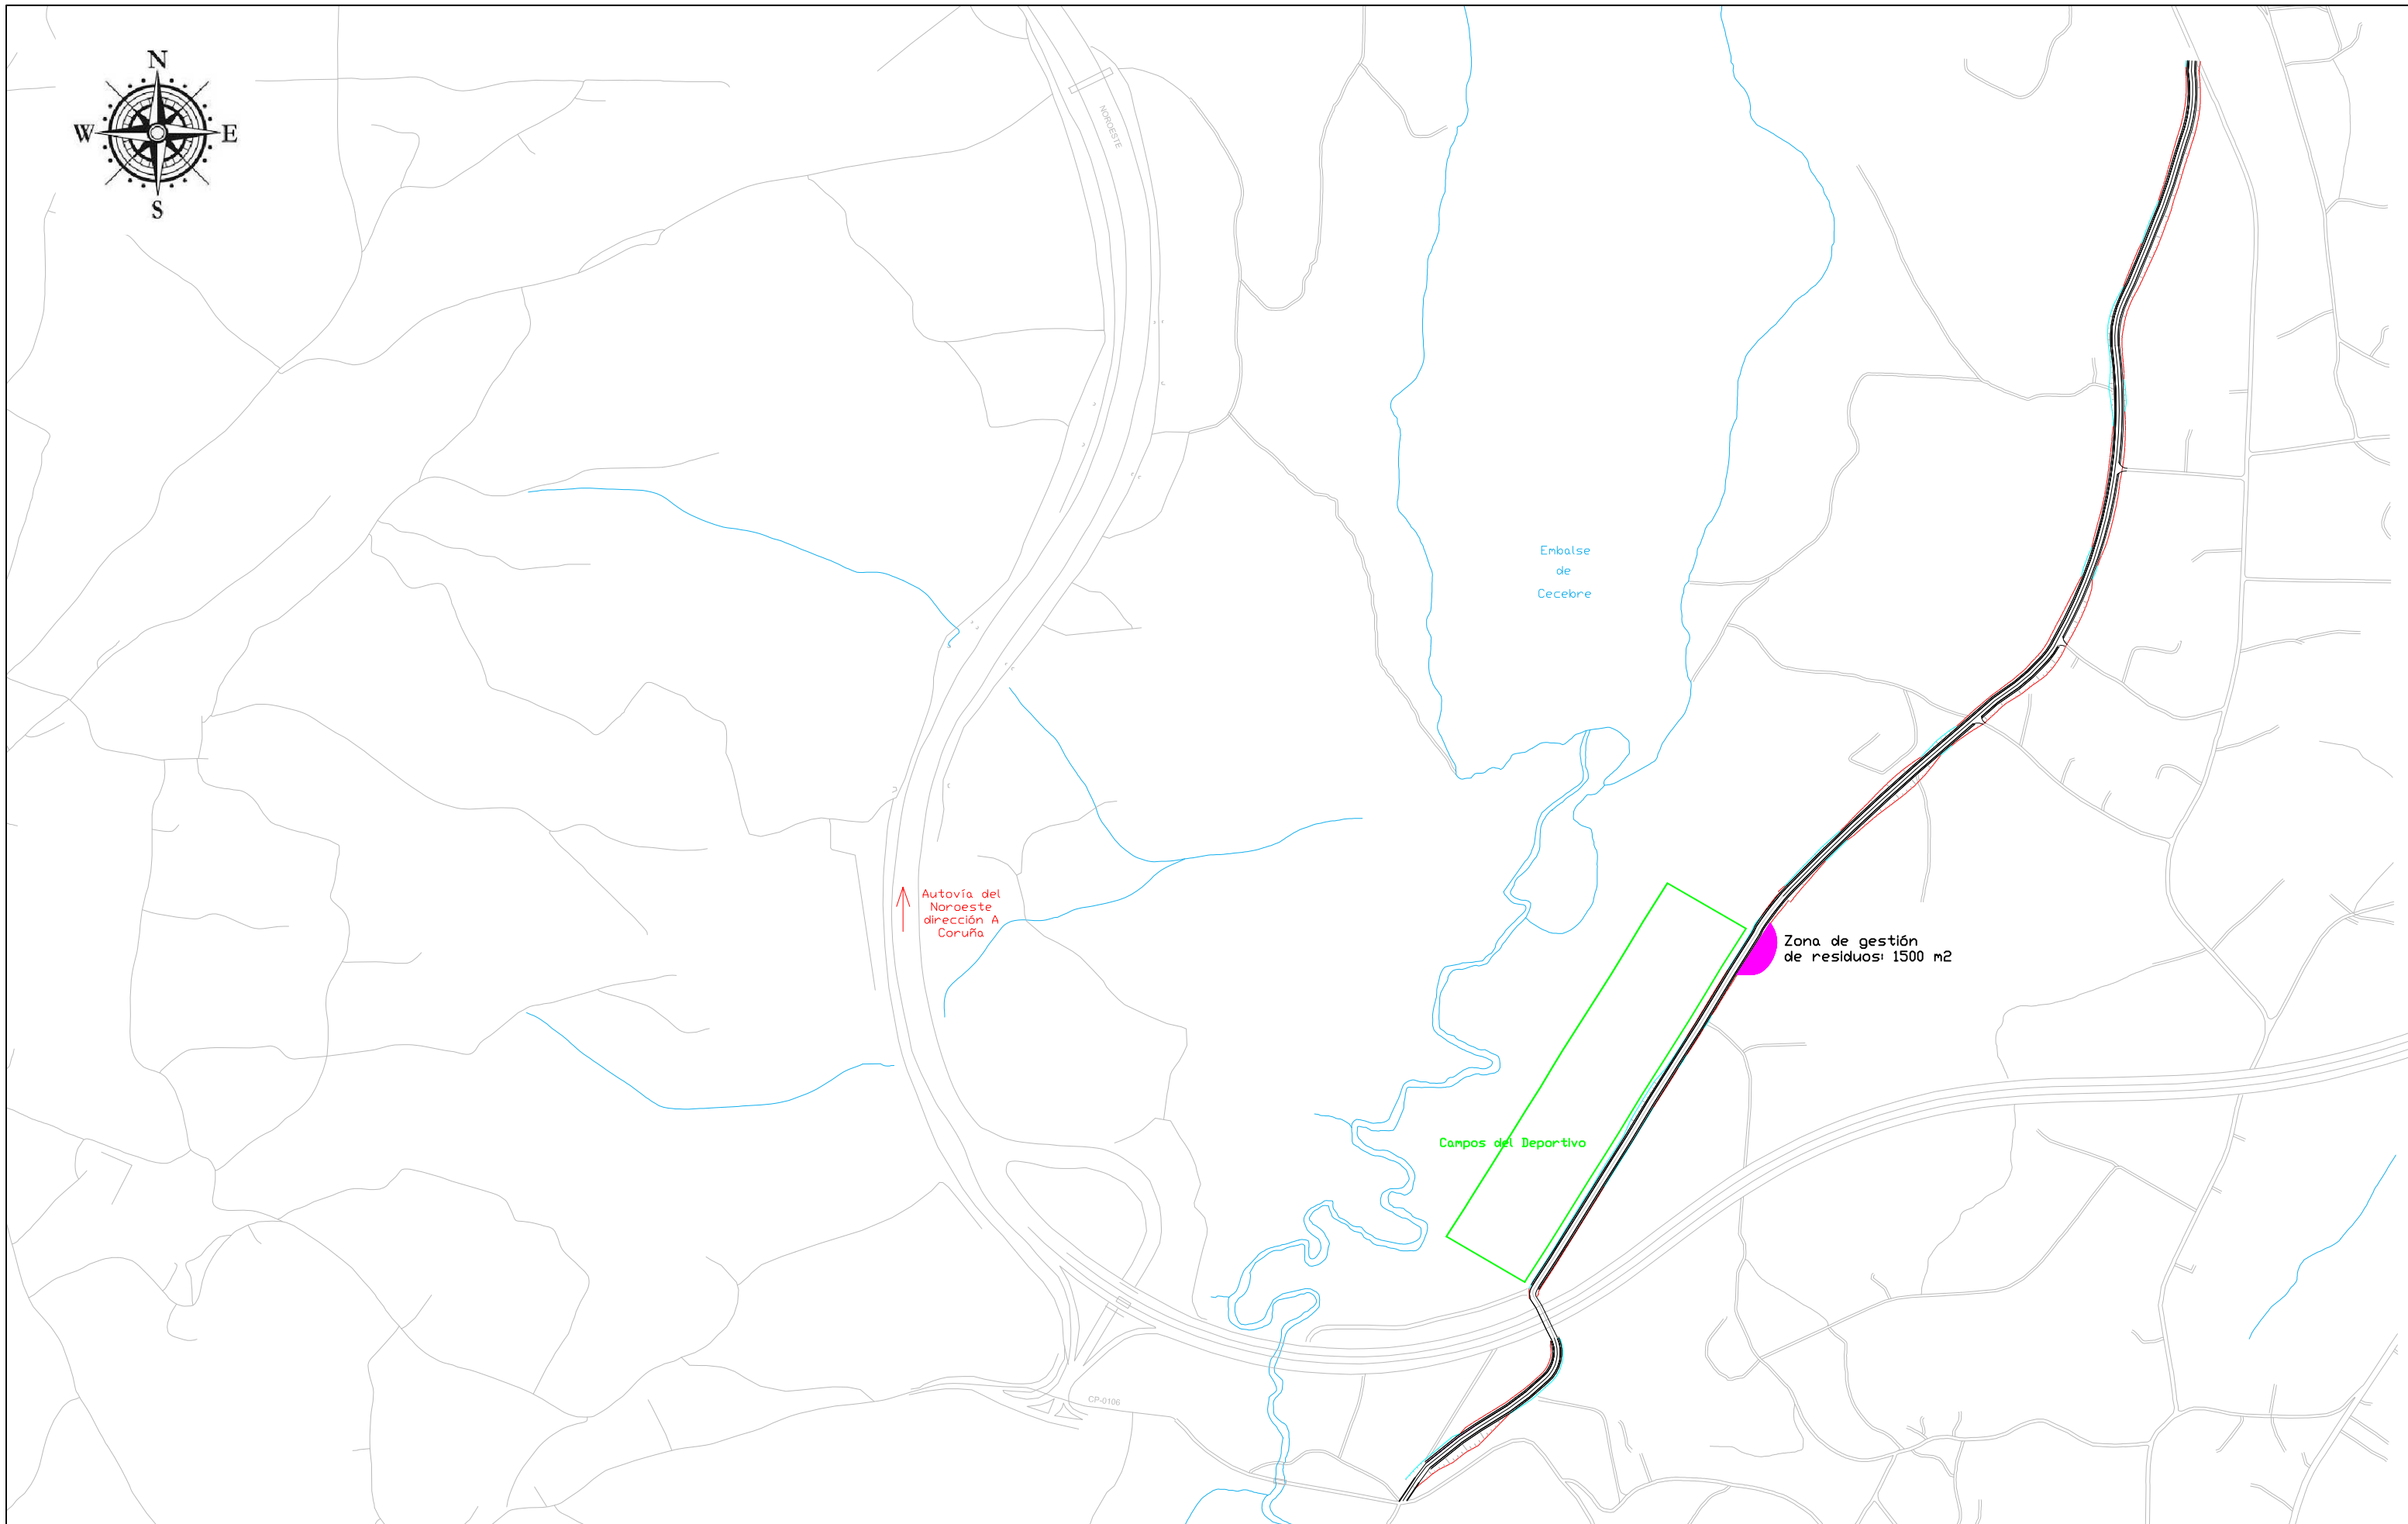 N
W E
S
NOROESTE
Embalse
de
Cecebre
Autovía del
Noroeste
dirección A
Coruña
Zona de gestión
de residuos: 1500 m2
Campos del Deportivo
CP-0106